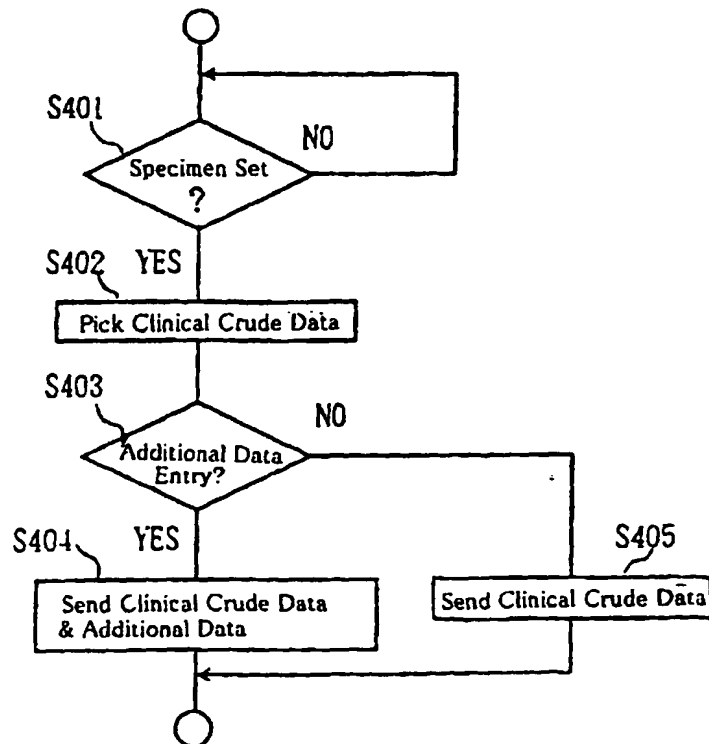 S401
NO
Specimen Set
?
S402
YES
Pick Clinical Crude Data
S403
NO
Additional Data
Entry?
S404
YES
S405
Send Clinical Crude Data
& Additional Data
Send Clinical Crude Data